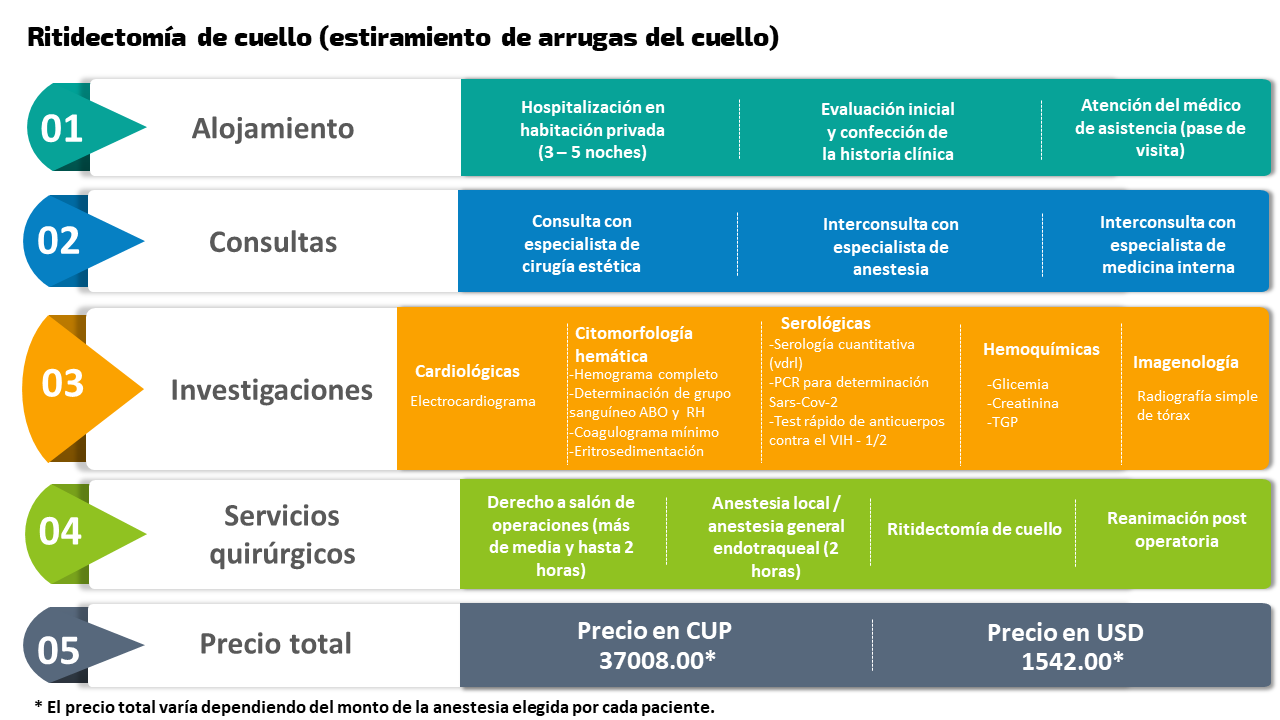 Ritidectomía de cuello (estiramiento de arrugas del cuello)
01
Alojamiento
Hospitalización en
habitación privada
(3 – 5 noches)
Evaluación inicial
y confección de
la historia clínica
Atención del médico
de asistencia (pase de
visita)
02
Consultas
Consulta con
especialista de
cirugía estética
Interconsulta con
especialista de
anestesia
Interconsulta con
especialista de
medicina interna
03
Investigaciones
Cardiológicas
Electrocardiograma
Citomorfología
hemática
-Hemograma completo
-Determinación de grupo
sanguíneo ABO y RH
-Coagulograma mínimo
-Eritrosedimentación
Serológicas
-Serología cuantitativa
(vdrl)
-PCR para determinación
Sars-Cov-2
-Test rápido de anticuerpos
contra el VIH - 1/2
Hemoquímicas
-Glicemia
-Creatinina
-TGP
Imagenología
Radiografía simple
de tórax
04
Servicios
quirúrgicos
Derecho a salón de
operaciones (más
de media y hasta 2
horas)
Anestesia local /
anestesia general
endotraqueal (2
horas)
Ritidectomía de cuello
Reanimación post
operatoria
05
Precio total
Precio en CUP
37008.00*
Precio en USD
1542.00*
* El precio total varía dependiendo del monto de la anestesia elegida por cada paciente.